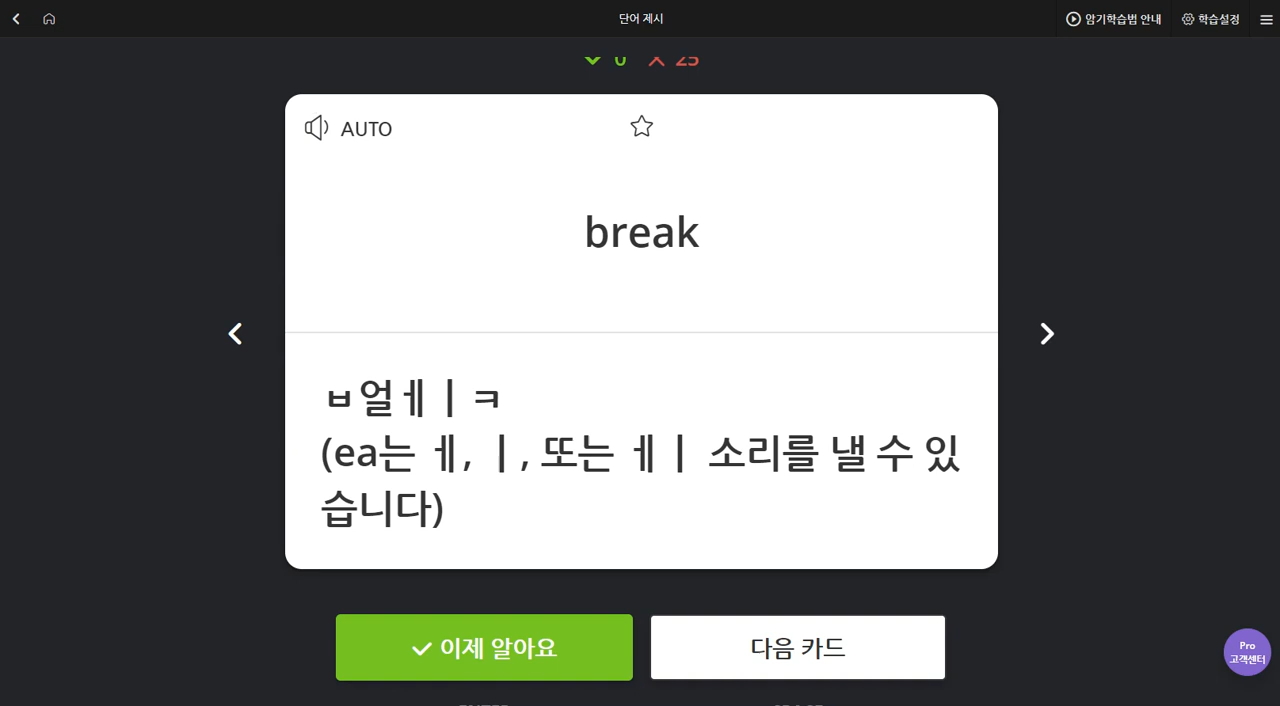 단어 제시
암기학습법 안내
학습설정
0
25
AUTO
break
ㅂ얼ㅔㅣㅋ
(ea는 ㅔ, ㅣ, 또는 ㅔㅣ 소리를 낼 수 있
습니다)
이제 알아요
다음 카드
Pro
고객센터